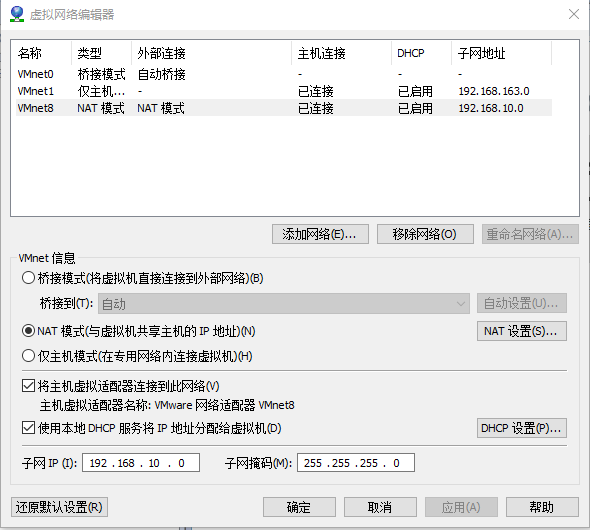 虚拟网络编辑器
名称 类型 外部连接 主机连接 DHCP 子网地址
VMnet0 桥接模式 自动桥接 - - -
VMnet1 仅主机... - 已连接 已启用 192.168.163.0
VMnet8 NAT 模式 NAT 模式 已连接 已启用 192.168.10.0
添加网络(E)... 移除网络(O) 重命名网络(A)...
VMnet 信息
桥接模式(将虚拟机直接连接到外部网络)(B)
桥接到(T): 自动 自动设置(U)...
NAT 模式(与虚拟机共享主机的 IP 地址)(N) NAT 设置(S)...
仅主机模式(在专用网络内连接虚拟机)(H)
将主机虚拟适配器连接到此网络(V)
主机虚拟适配器名称: VMware 网络适配器 VMnet8
使用本地 DHCP 服务将 IP 地址分配给虚拟机(D) DHCP 设置(P)...
子网 IP (I): 192 . 168 . 10 . 0 子网掩码(M): 255 . 255 . 255 . 0
还原默认设置(R) 确定 取消 应用(A) 帮助